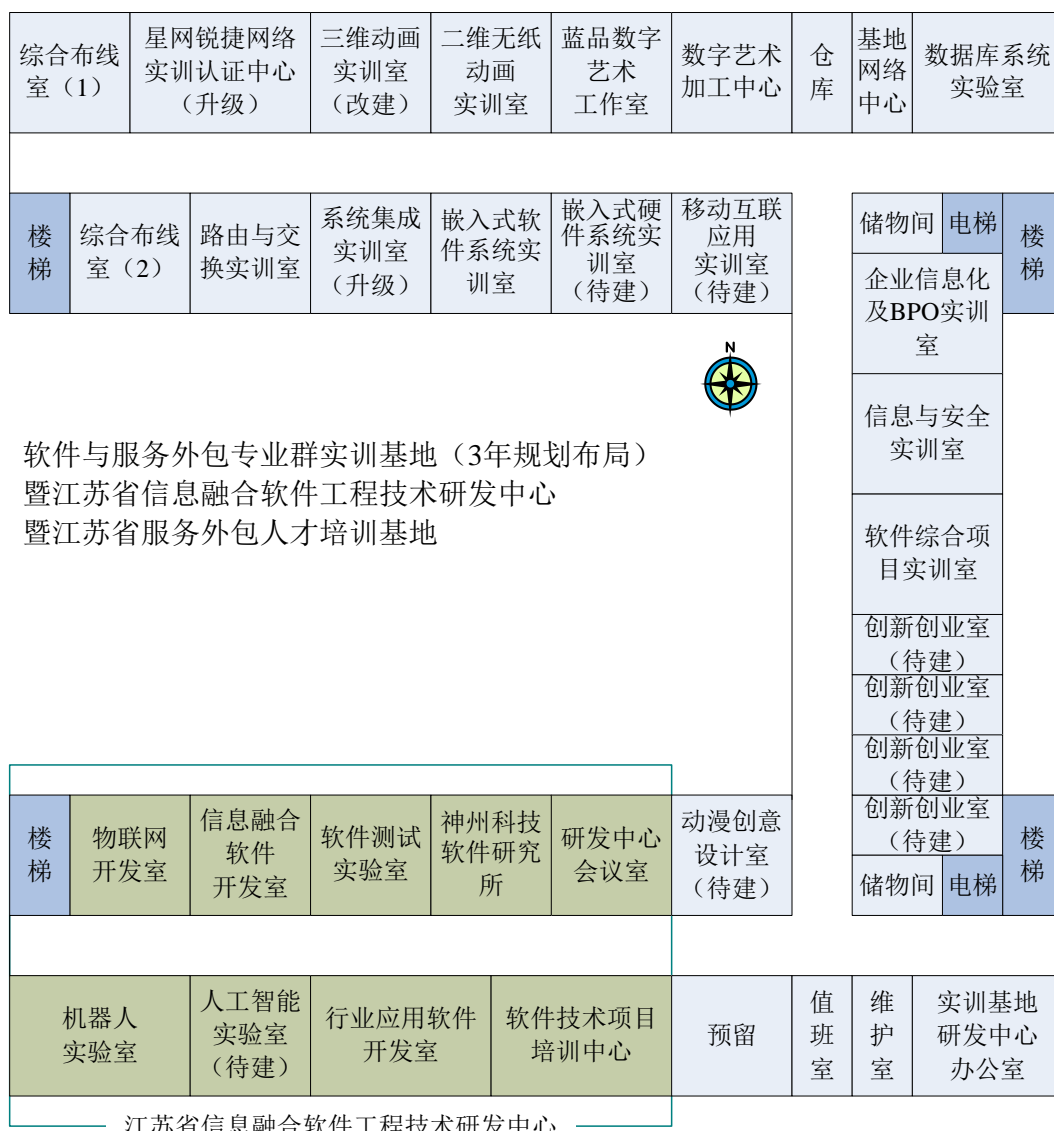 综合布线
室（1）
星网锐捷网络
实训认证中心
（升级）
三维动画
实训室
（改建）
二维无纸
动画
实训室
蓝品数字
艺术
工作室
数字艺术
加工中心
仓
库
基地
网络
中心
数据库系统
实验室
楼
梯
综合布线
室（2）
路由与交
换实训室
系统集成
实训室
（升级）
嵌入式软
件系统实
训室
嵌入式硬
件系统实
训室
（待建）
移动互联
应用
实训室
（待建）
储物间
电梯
楼
梯
企业信息化
及BPO实训
室
N
信息与安全
实训室
软件与服务外包专业群实训基地（3年规划布局）
暨江苏省信息融合软件工程技术研发中心
暨江苏省服务外包人才培训基地
软件综合项
目实训室
创新创业室
（待建）
创新创业室
（待建）
创新创业室
（待建）
创新创业室
（待建）
楼
梯
物联网
开发室
信息融合
软件
开发室
软件测试
实验室
神州科技
软件研究
所
研发中心
会议室
动漫创意
设计室
（待建）
储物间
电梯
楼
梯
机器人
实验室
人工智能
实验室
（待建）
行业应用软件
开发室
软件技术项目
培训中心
预留
值
班
室
维
护
室
实训基地
研发中心
办公室
江苏省信息融合软件工程技术研发中心